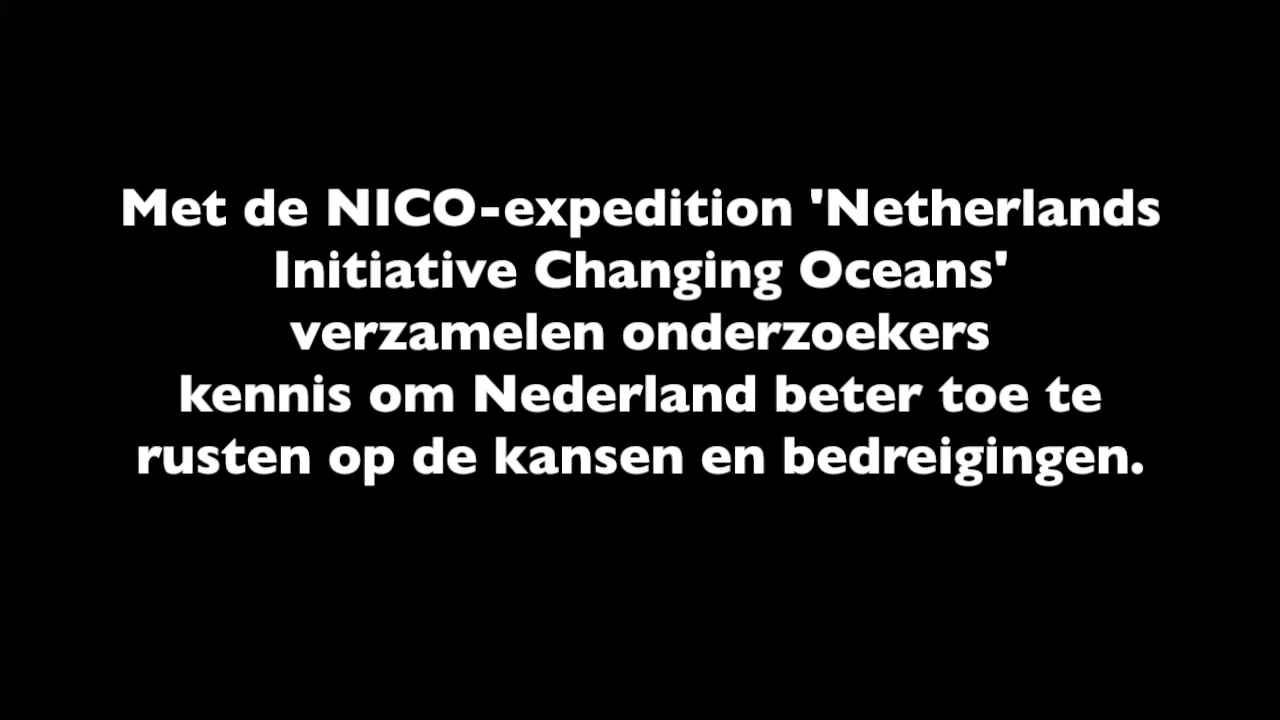 Met de NICO-expedition 'Netherlands
Initiative Changing Oceans'
verzamelen onderzoekers
kennis om Nederland beter toe te
rusten op de kansen en bedreigingen.